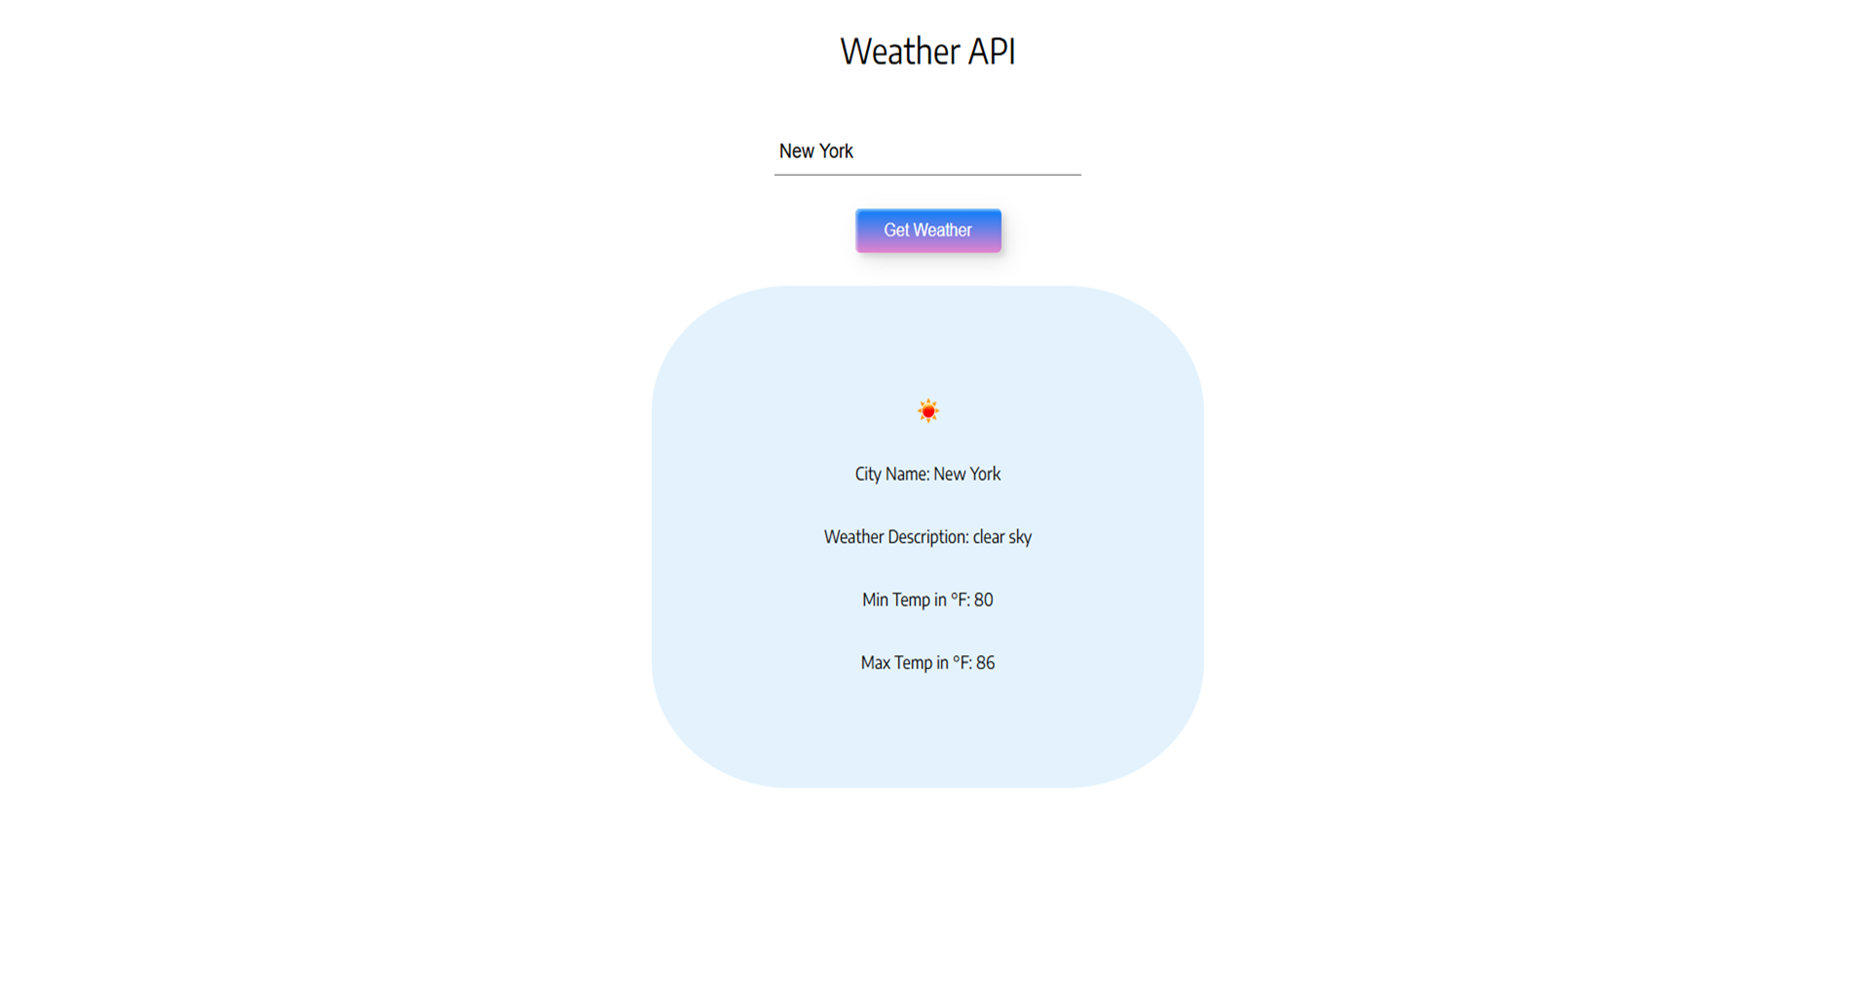 Weather API
New York
Get Weather
City Name: New York
Weather Description: clear sky
Min Temp in °F: 80
Max Temp in °F: 86